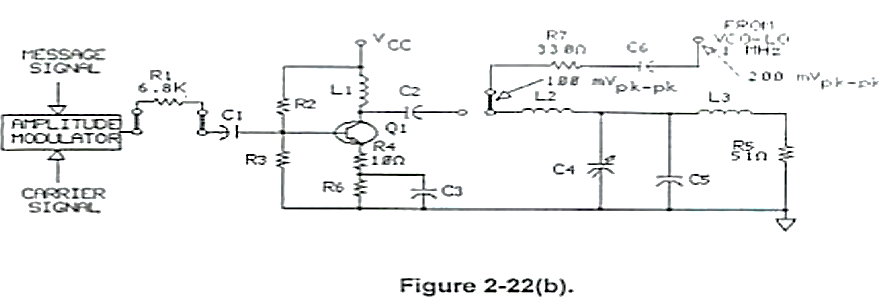 MESSAGE
SIGNAL
R1
6.8K
AMPLITUDE
MODULATOR
CARRIER
SIGNAL
C1
R2
R3
VCC
L1
C2
Q1
R4
10Ω
R6
C3
R7
330Ω
C6
FROM
VCO-LO
1 MHz
100 mVpk-pk
200 mVpk-pk
L2
L3
C4
C5
R5
51Ω
Figure 2-22(b).